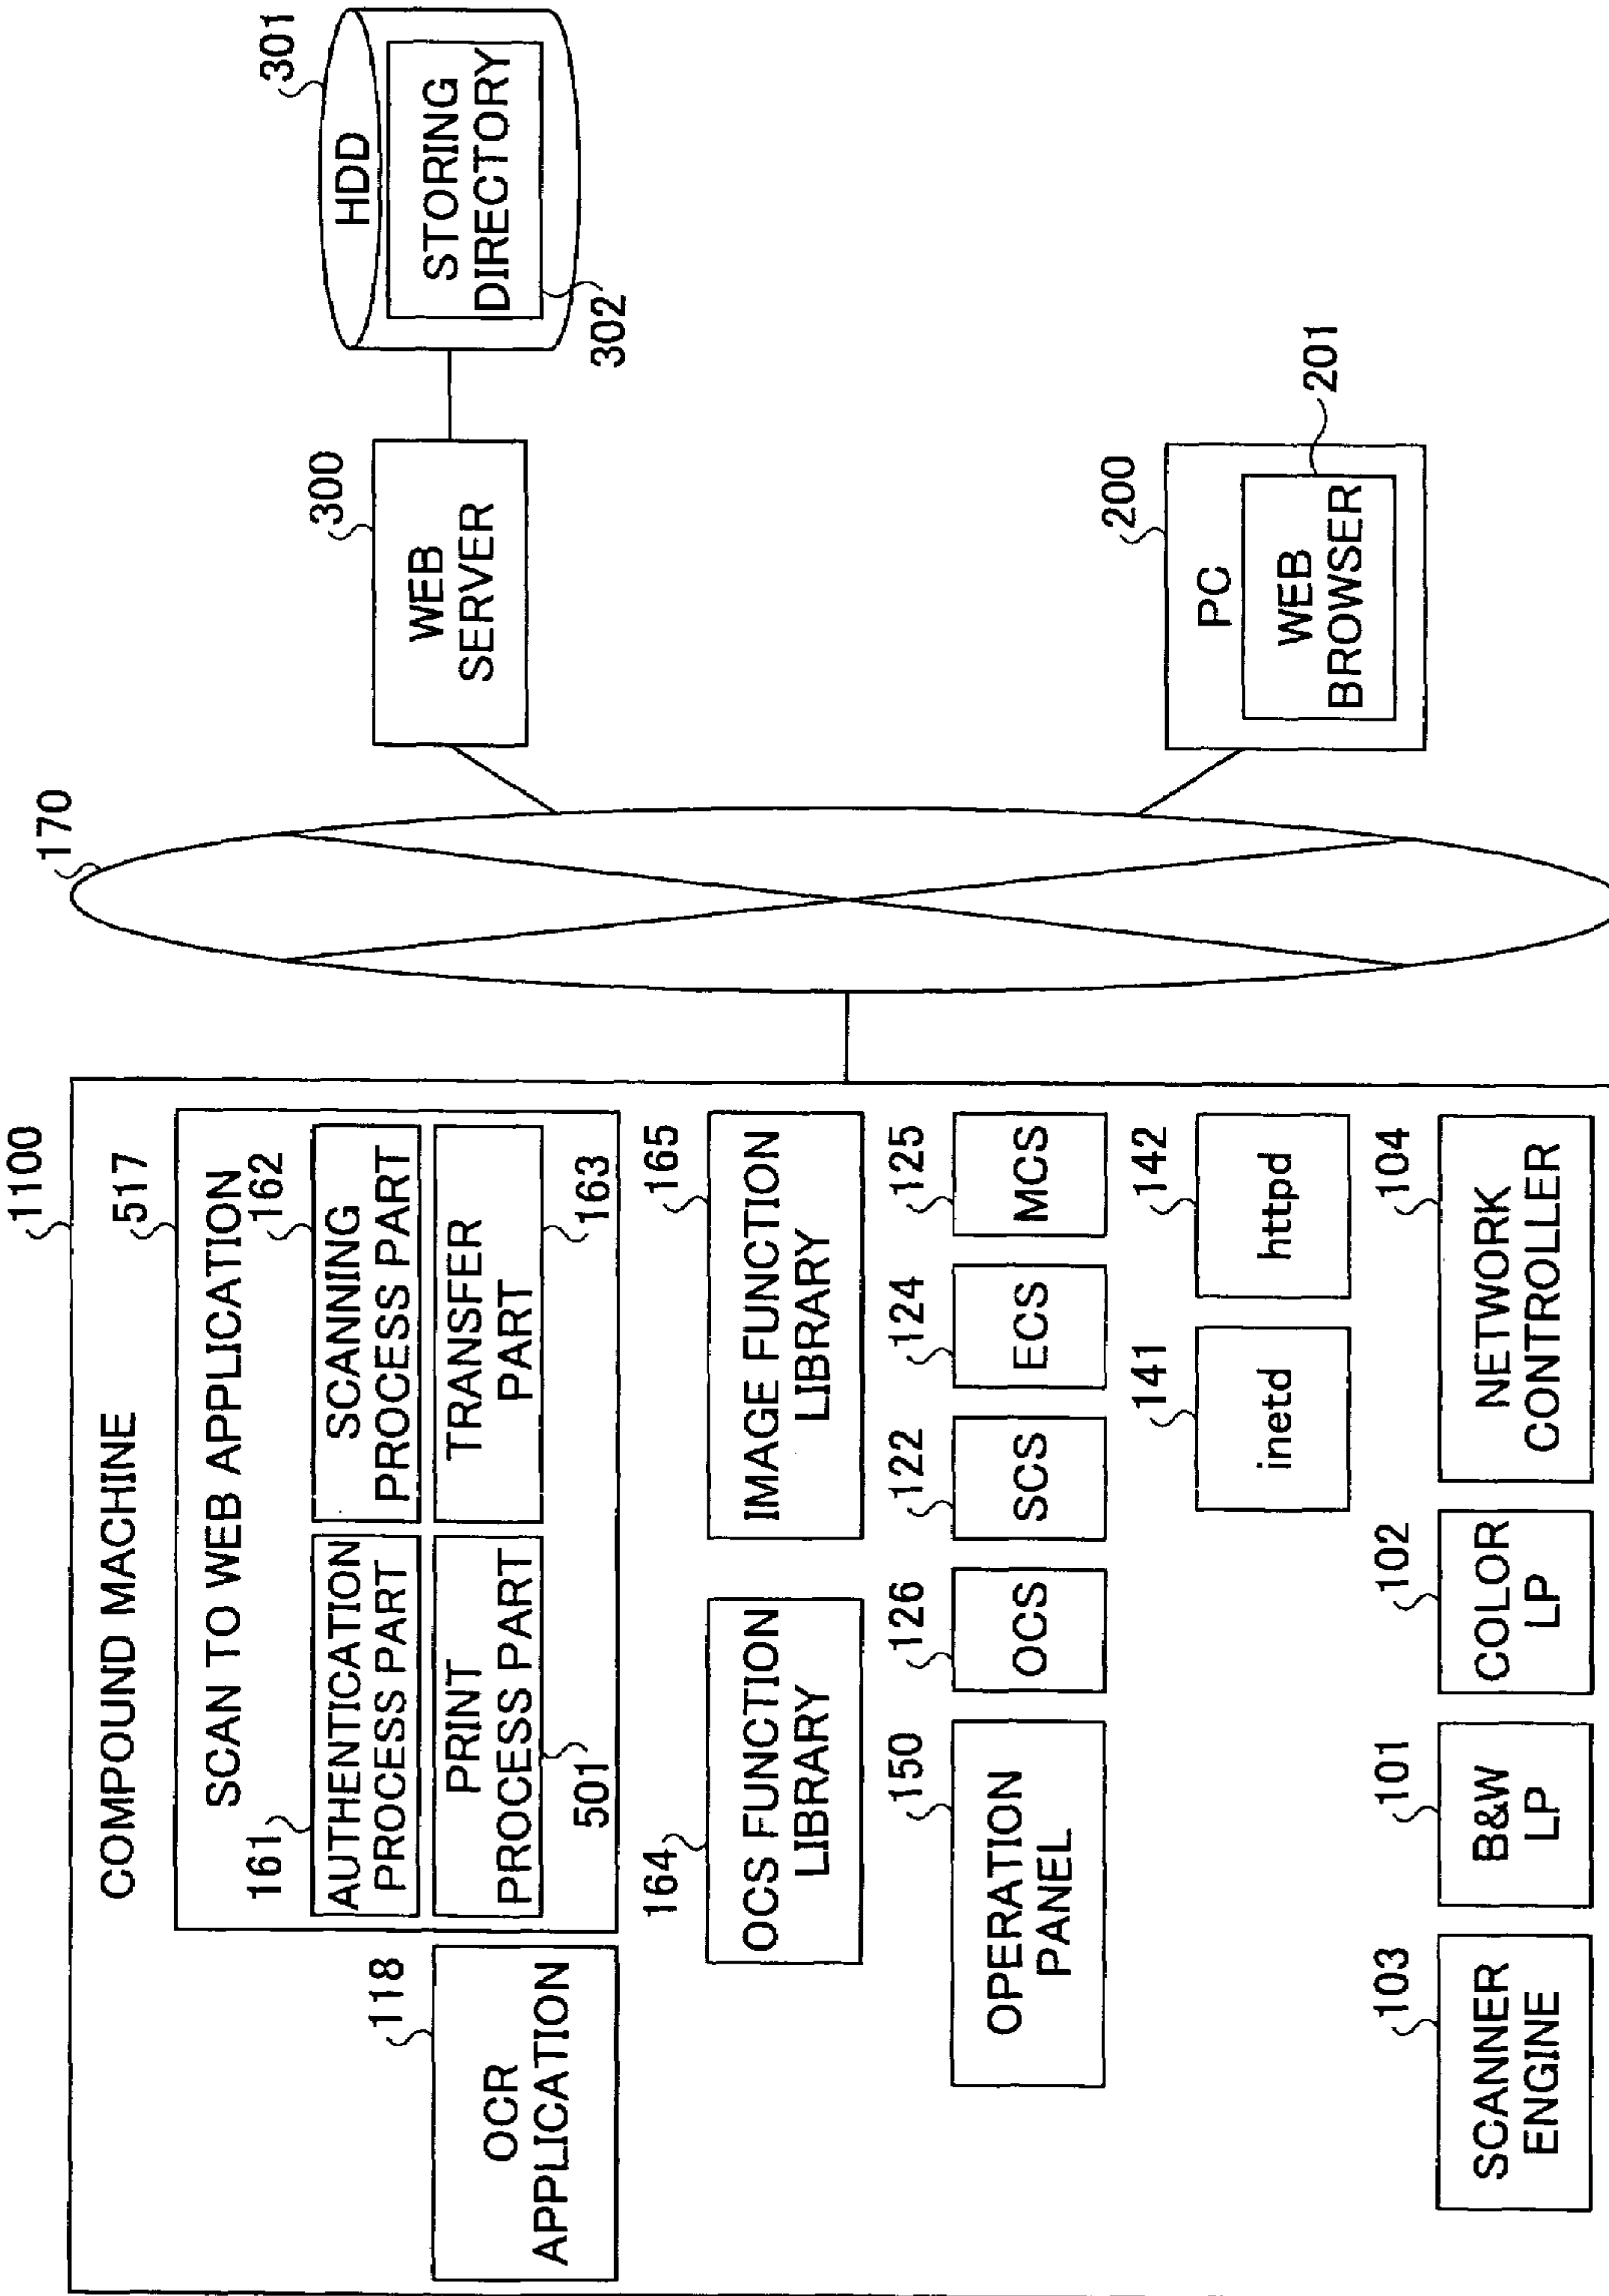 1100
COMPOUND MACHINE
517
SCAN TO WEB APPLICATION
161
AUTHENTICATION
PROCESS PART
162
SCANNING
PROCESS PART
PRINT
PROCESS PART
501
TRANSFER
PART
163
118
OCR
APPLICATION
164
OCS FUNCTION
LIBRARY
165
IMAGE FUNCTION
LIBRARY
150
OPERATION
PANEL
126
OCS
122
SCS
124
ECS
125
MCS
141
inetd
142
httpd
103
SCANNER
ENGINE
101
B&W
LP
102
COLOR
LP
104
NETWORK
CONTROLLER
170
300
WEB
SERVER
301
HDD
STORING
DIRECTORY
302
200
PC
WEB
BROWSER
201